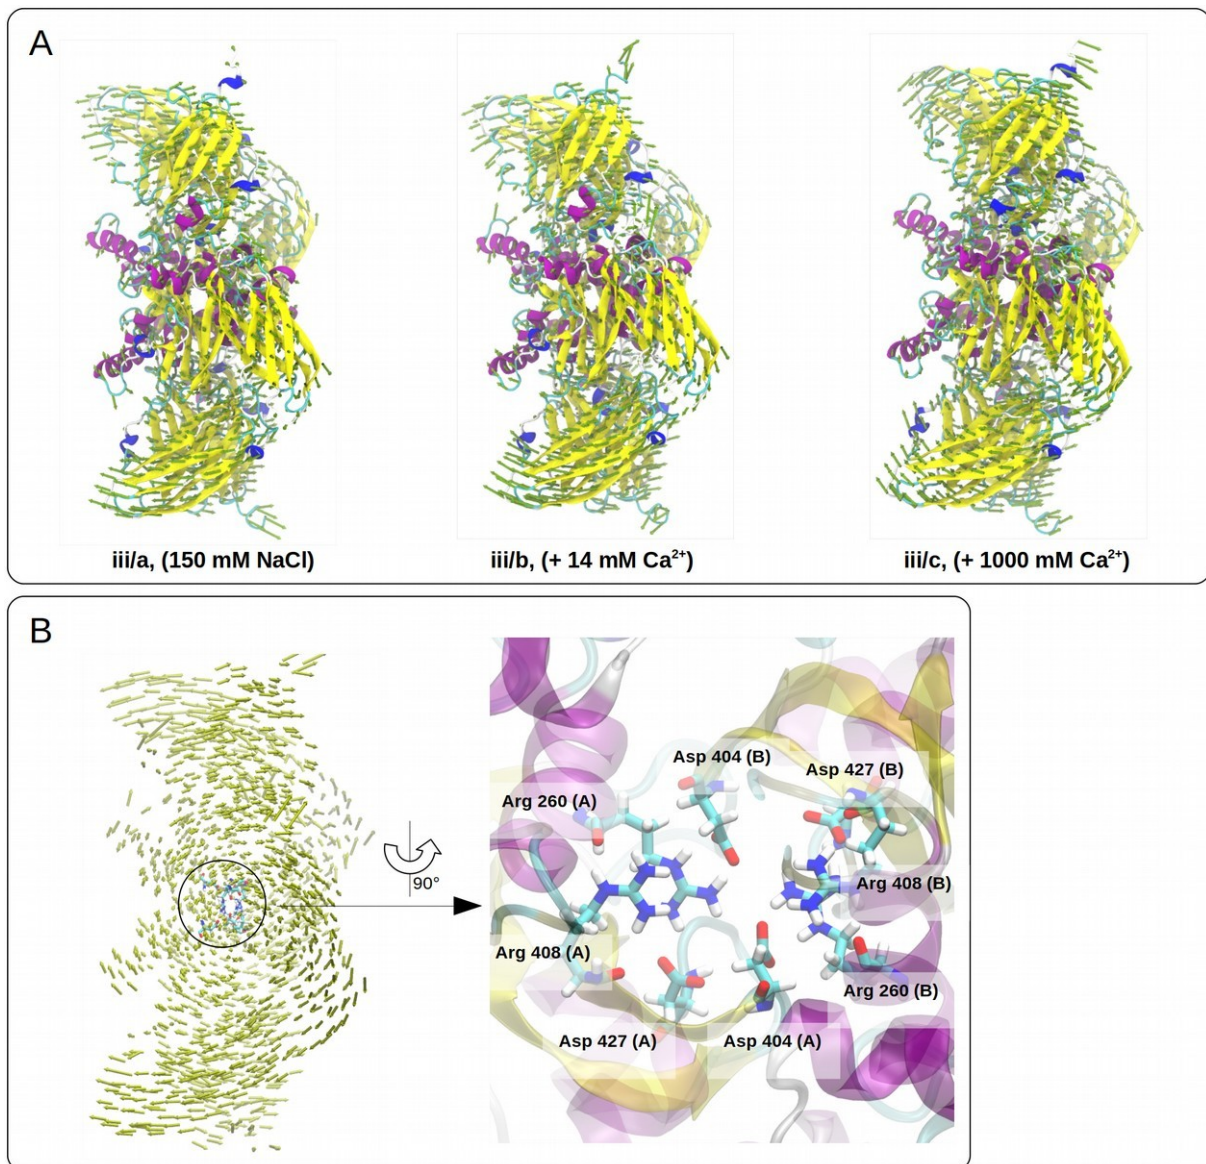 A
iii/a, (150 mM NaCl)
iii/b, (+ 14 mM Ca²⁺)
iii/c, (+ 1000 mM Ca²⁺)
B
90°
Asp 404 (B)
Asp 427 (B)
Arg 260 (A)
Arg 408 (B)
Arg 408 (A)
Arg 260 (B)
Asp 427 (A)
Asp 404 (A)